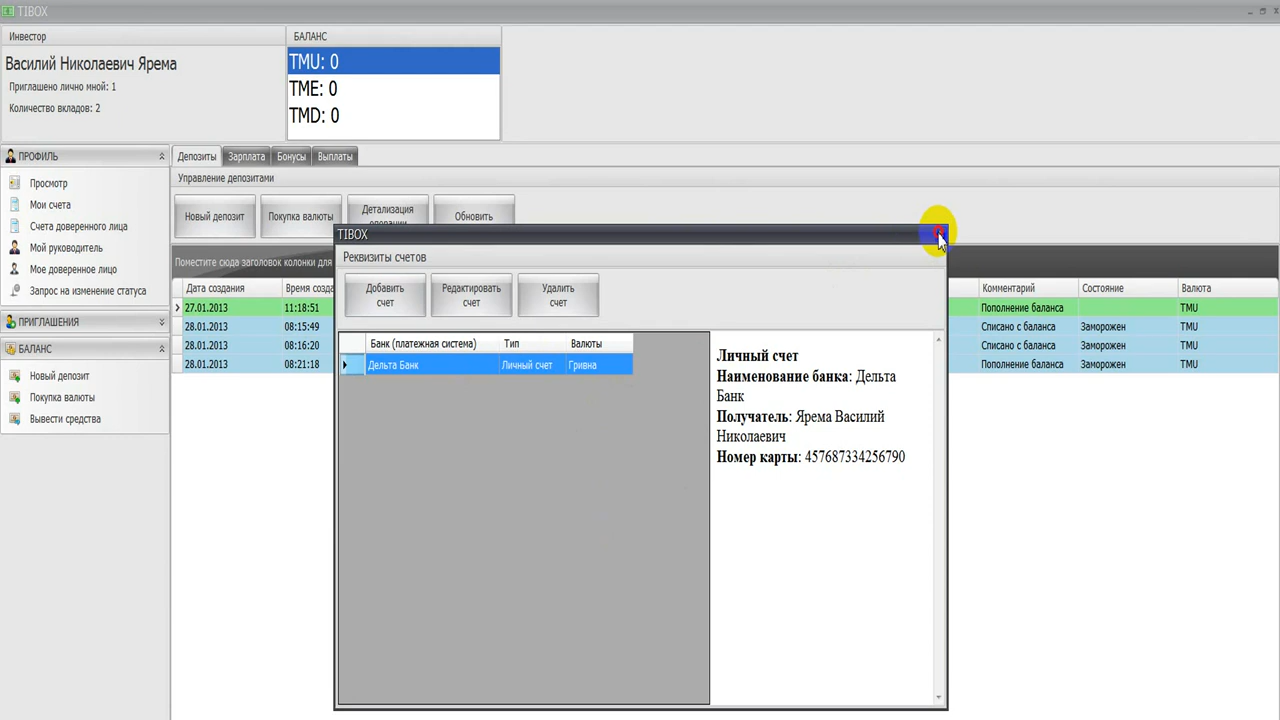 TIBOX
Инвестор
БАЛАНС
Василий Николаевич Ярема
Приглашено лично мной: 1
Количество вкладов: 2
TMU: 0
TME: 0
TMD: 0
ПРОФИЛЬ
Просмотр
Мои счета
Счета доверенного лица
Мой руководитель
Мое доверенное лицо
Запрос на изменение статуса
ПРИГЛАШЕНИЯ
БАЛАНС
Новый депозит
Покупка валюты
Вывести средства
Депозиты Зарплата Бонусы Выплаты
Управление депозитами
Новый депозит Покупка валюты Детализация операции Обновить
Поместите сюда заголовок колонки для
Дата создания Время созда Комментарий Состояние Валюта
27.01.2013 11:18:51 Пополнение баланса TMU
28.01.2013 08:15:49 Списано с баланса Заморожен TMU
28.01.2013 08:16:20 Списано с баланса Заморожен TMU
28.01.2013 08:21:18 Пополнение баланса Заморожен TMU
TIBOX
Реквизиты счетов
Добавить счет
Редактировать счет
Удалить счет
Банк (платежная система) Тип Валюты
Дельта Банк Личный счет Гривна
Личный счет
Наименование банка: Дельта
Банк
Получатель: Ярема Василий
Николаевич
Номер карты: 457687334256790